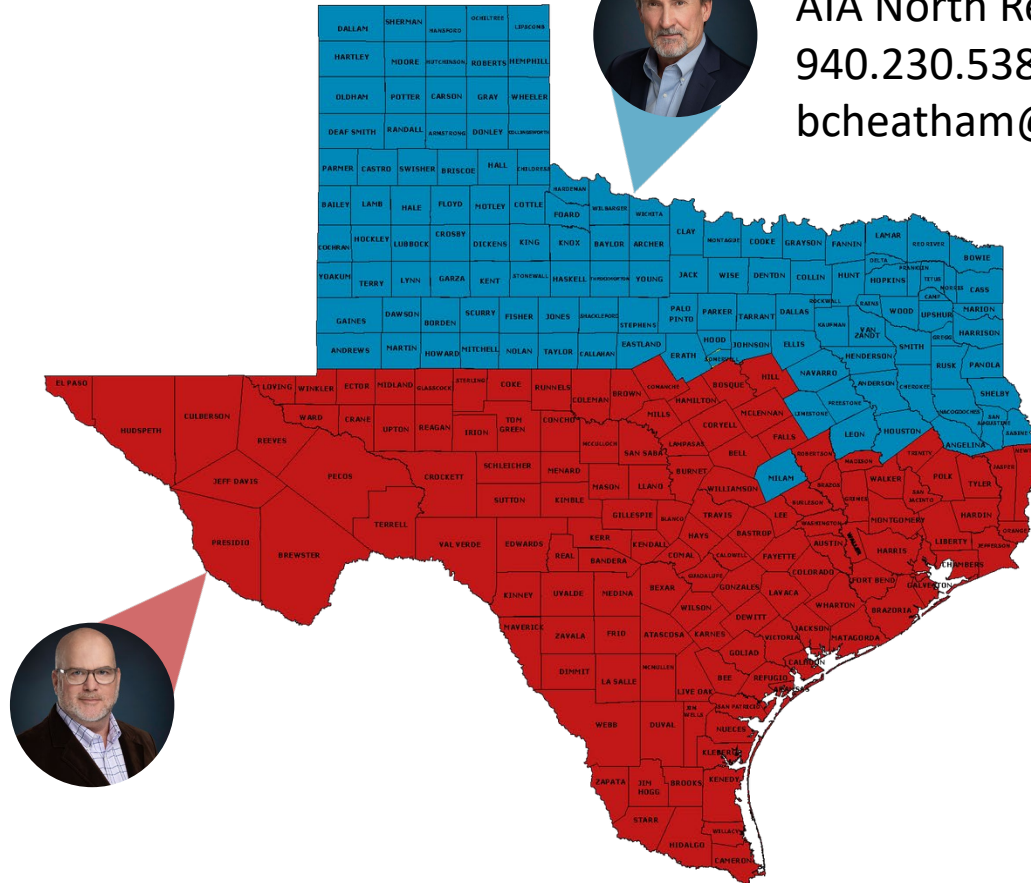 AIA North Re
940.230.538
bcheatham@
DALLAM SHERMAN HANSFORD OCHILTREE LIPSCOMB
HARTLEY MOORE HUTCHINSON ROBERTS HEMPHILL
OLDHAM POTTER CARSON GRAY WHEELER
DEAF SMITH RANDALL ARMSTRONG DONLEY COLLINGSWORTH
PARMER CASTRO SWISHER BRISCOE HALL CHILDRESS
HARDEMAN
BAILEY LAMB HALE FLOYD MOTLEY COTTLE FOARD WILBARGER WICHITA
CLAY MONTAGUE COOKE GRAYSON FANNIN LAMAR RED RIVER BOWIE
COCHRAN HOCKLEY LUBBOCK CROSBY DICKENS KING KNOX BAYLOR ARCHER
DELTA FRANKLIN TITUS MORRIS CASS
YOAKUM TERRY LYNN GARZA KENT STONEWALL HASKELL THROCKMORTON YOUNG JACK WISE DENTON COLLIN HUNT HOPKINS
CAMP MARION
GAINES DAWSON BORDEN SCURRY FISHER JONES SHACKLEFORD STEPHENS PALO PINTO PARKER TARRANT DALLAS ROCKWALL RAINS WOOD UPSHUR
KAUFMAN VAN ZANDT SMITH GREGG HARRISON
ANDREWS MARTIN HOWARD MITCHELL NOLAN TAYLOR CALLAHAN EASTLAND ERATH HOOD SOMERVELL JOHNSON ELLIS
HENDERSON RUSK PANOLA
EL PASO HUDSPETH CULBERSON LOVING WINKLER ECTOR MIDLAND GLASSCOCK STERLING COKE RUNNELS COLEMAN BROWN COMANCHE BOSQUE HILL NAVARRO ANDERSON CHEROKEE SHELBY
HAMILTON FREESTONE NACOGDOCHES SAN AUGUSTINE SABINE
WARD CRANE UPTON REAGAN IRION TOM GREEN CONCHO MILLS CORYELL MCLENNAN LIMESTONE
REEVES MCCULLOCH SAN SABA LAMPASAS BELL FALLS LEON HOUSTON ANGELINA
JEFF DAVIS PECOS CROCKETT SCHLEICHER MENARD MASON LLANO BURNET WILLIAMSON MILAM ROBERTSON MADISON TRINITY POLK TYLER JASPER NEWT
SUTTON KIMBLE BRAZOS GRIMES WALKER SAN JACINTO HARDIN
PRESIDIO BREWSTER TERRELL VAL VERDE EDWARDS GILLESPIE BLANCO TRAVIS LEE BURLESON WASHINGTON MONTGOMERY LIBERTY ORANGE
KERR KENDALL HAYS BASTROP AUSTIN HARRIS JEFFERSON
REAL BANDERA COMAL CALDWELL FAYETTE COLORADO WALLER CHAMBERS
KINNEY UVALDE MEDINA BEXAR GUADALUPE GONZALES LAVACA FORT BEND GALVESTON
WILSON DEWITT WHARTON BRAZORIA
MAVERICK ZAVALA FRIO ATASCOSA KARNES VICTORIA JACKSON MATAGORDA
GOLIAD CALHOUN
DIMMIT LA SALLE MCMULLEN LIVE OAK BEE REFUGIO ARANSAS
WEBB DUVAL JIM WELLS SAN PATRICIO NUECES
KLEBERG
ZAPATA JIM HOGG BROOKS KENEDY
STARR WILLACY
HIDALGO
CAMERON